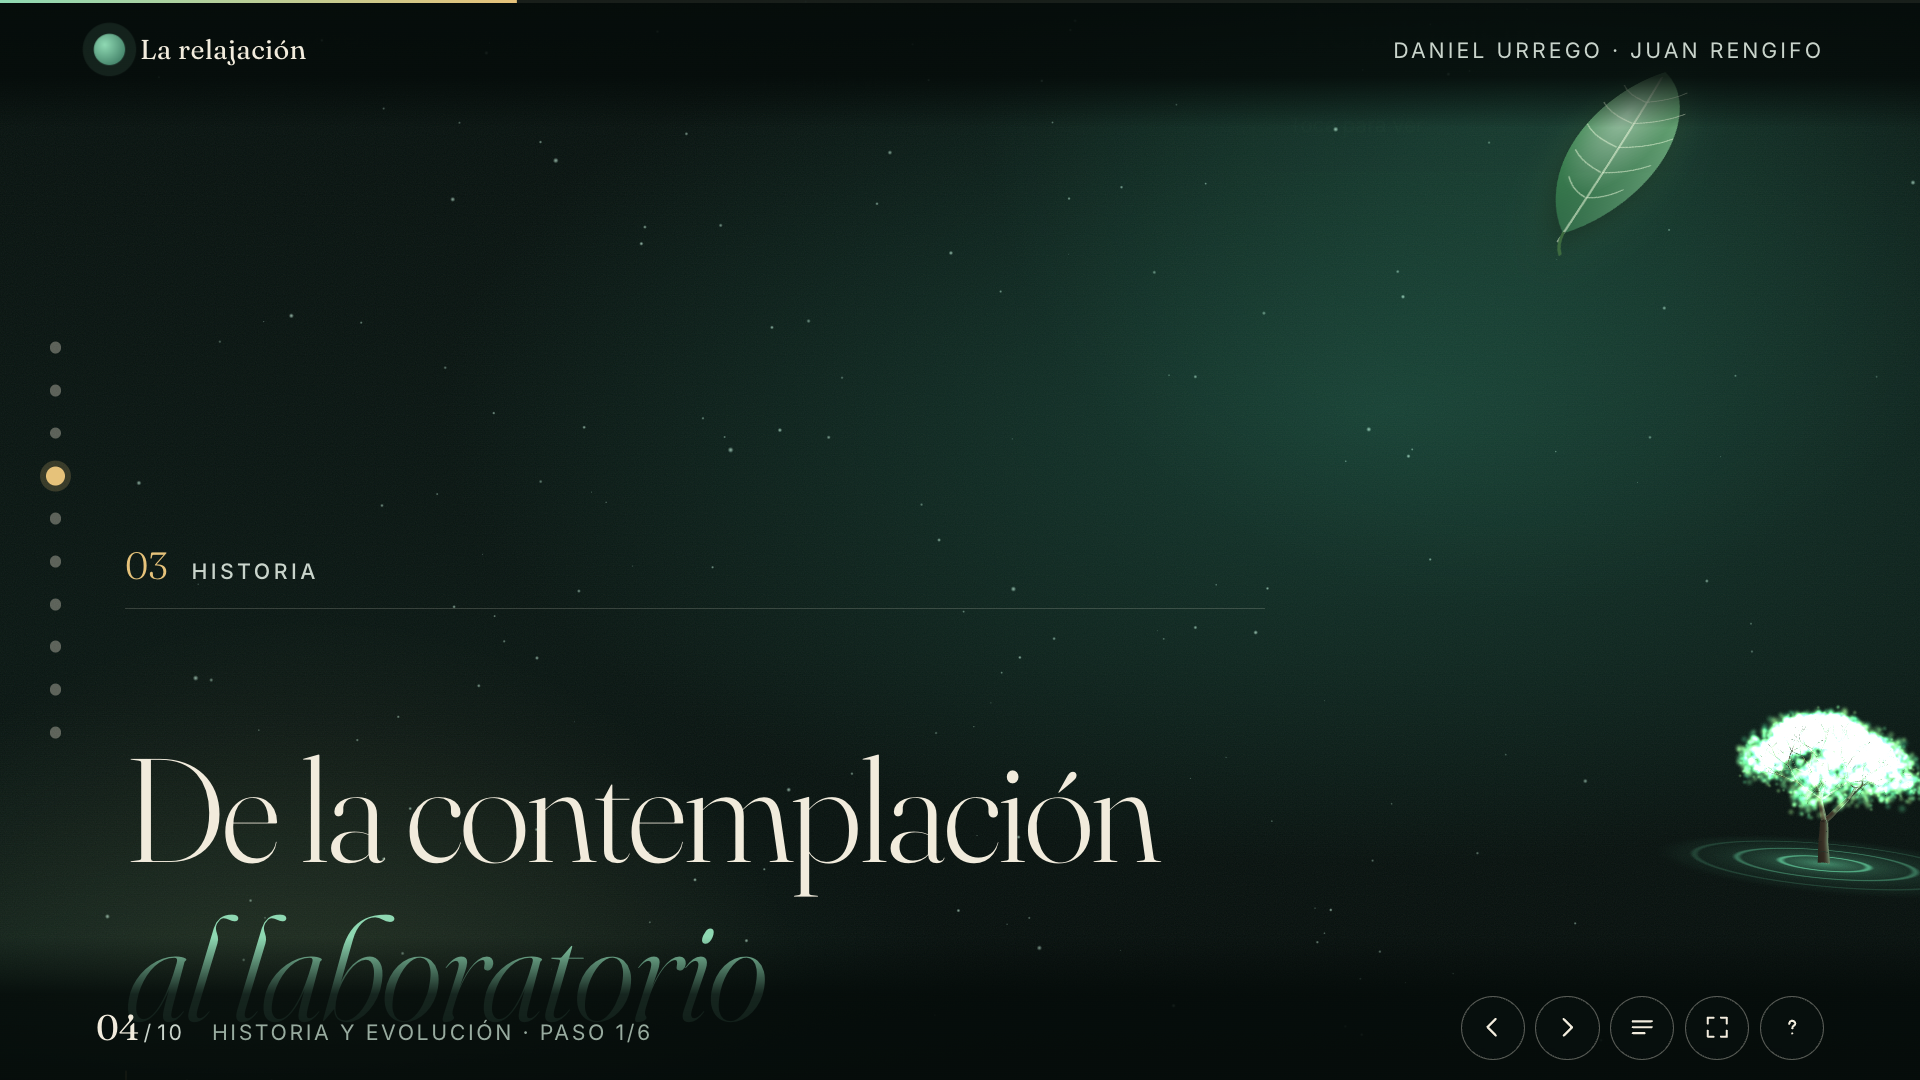 La relajación
DANIEL URREGO · JUAN RENGIFO
03 HISTORIA
De la contemplación
al laboratorio
04 / 10 HISTORIA Y EVOLUCIÓN · PASO 1/6
?